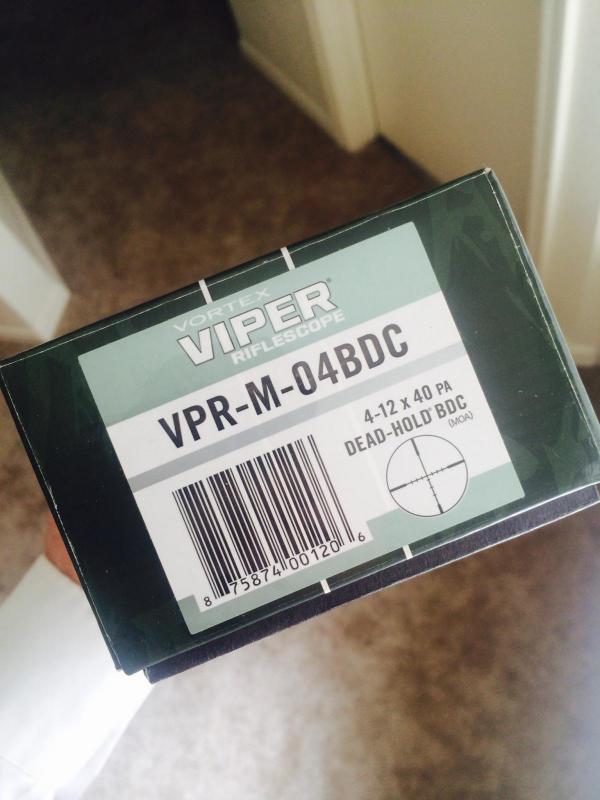 VORTEX
VIPER®
RIFLESCOPE
VPR-M-04BDC
4-12 x 40 PA
DEAD-HOLD® BDC
(MOA)
8 75874 00120 6